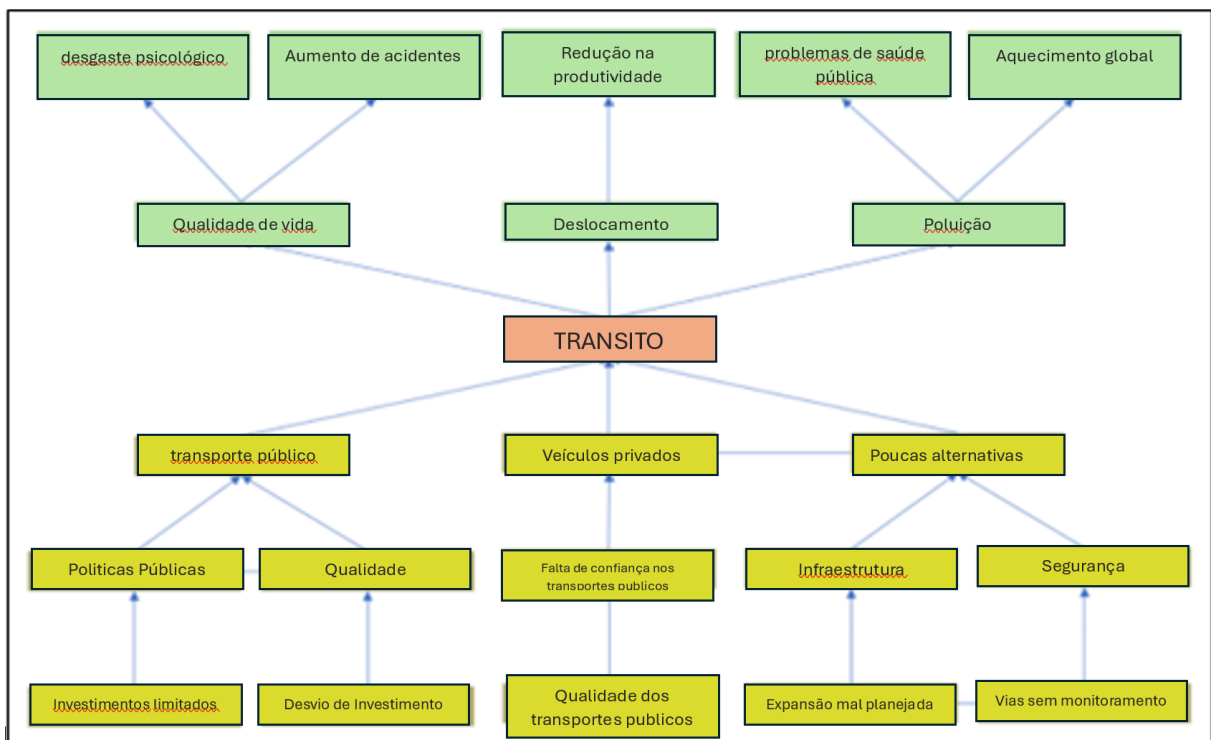 desgaste psicológico
Aumento de acidentes
Redução na
produtividade
problemas de saúde
pública
Aquecimento global
Qualidade de vida
Deslocamento
Poluição
TRANSITO
transporte público
Veículos privados
Poucas alternativas
Politicas Públicas
Qualidade
Falta de confiança nos
transportes publicos
Infraestrutura
Segurança
Investimentos limitados
Desvio de Investimento
Qualidade dos
transportes publicos
Expansão mal planejada
Vias sem monitoramento